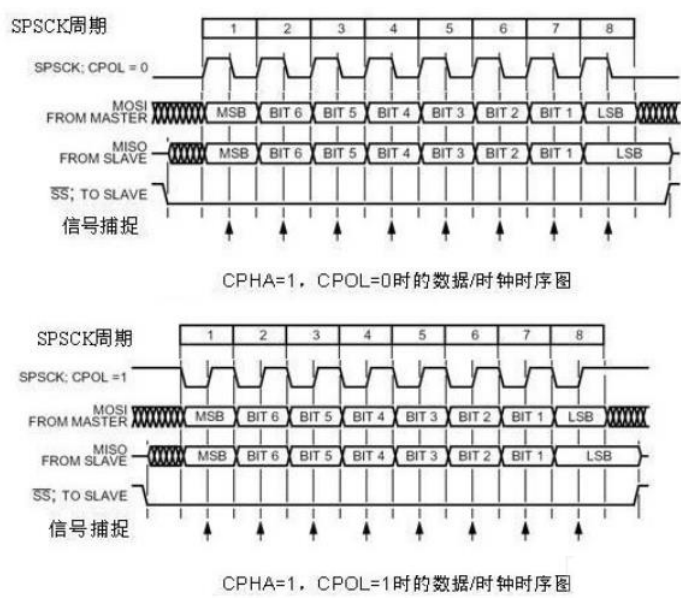 SPSCK周期 1 2 3 4 5 6 7 8
SPSCK; CPOL = 0
MOSI
FROM MASTER MSB BIT 6 BIT 5 BIT 4 BIT 3 BIT 2 BIT 1 LSB
MISO
FROM SLAVE MSB BIT 6 BIT 5 BIT 4 BIT 3 BIT 2 BIT 1 LSB
SS; TO SLAVE
信号捕捉
CPHA=1，CPOL=0时的数据/时钟时序图
SPSCK周期 1 2 3 4 5 6 7 8
SPSCK; CPOL =1
MOSI
FROM MASTER MSB BIT 6 BIT 5 BIT 4 BIT 3 BIT 2 BIT 1 LSB
MISO
FROM SLAVE MSB BIT 6 BIT 5 BIT 4 BIT 3 BIT 2 BIT 1 LSB
SS; TO SLAVE
信号捕捉
CPHA=1，CPOL=1时的数据/时钟时序图